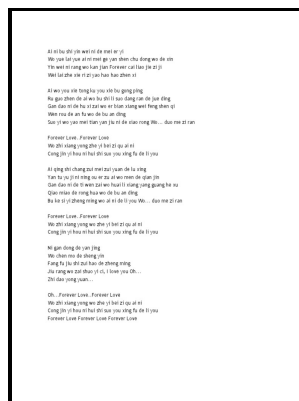 Ai ni bu shi yin wei ni de mei er yi
Wo yue lai yue ai ni mei ge yan shen chu dong wo de xin
Yin wei ni rang wo kan jian Forever cai liao jie zi ji
Wei lai zhe xie ri zi yao hao hao zhen xi

Ai wo you xie tong ku you xie bu gong ping
Ru guo zhen de ai wo bu shi li suo dang ran de jue ding
Gan dao ni de hu xi zai wo er bian xiang wei feng shen qi
Wen rou de an fu wo de bu an ding
Suo yi wo yao mei tian yan jiu ni de xiao rong Wo... duo me zi ran

Forever Love..Forever Love
Wo zhi xiang yong zhe yi bei zi qu ai ni
Cong jin yi hou ni hui shi suo you xing fu de li you

Ai qing shi chang zui mei zui yuan de lu xing
Yan tu yu ji ni ning ou er zu ai wo men de qian jin
Gan dao ni de ti wen zai wo huai li xiang yang guang he xu
Qiao miao de rong hua wo de bu an ding
Bu ke si yi zheng ming wo ai ni de li you Wo... duo me zi ran

Forever Love..Forever Love
Wo zhi xiang yong zhe yi bei zi qu ai ni
Cong jin yi hou ni hui shi suo you xing fu de li you

Ni gan dong de yan jing
Wo chen mo de sheng yin
Fang fu jiu shi zui hao de zheng ming
Jiu rang wo zai shuo yi ci, I love you Oh...
Zhi dao yong yuan...

Oh...Forever Love..Forever Love
Wo zhi xiang yong wo zhe yi bei zi qu ai ni
Cong jin yi hou ni hui shi suo you xing fu de li you
Forever Love Forever Love Forever Love